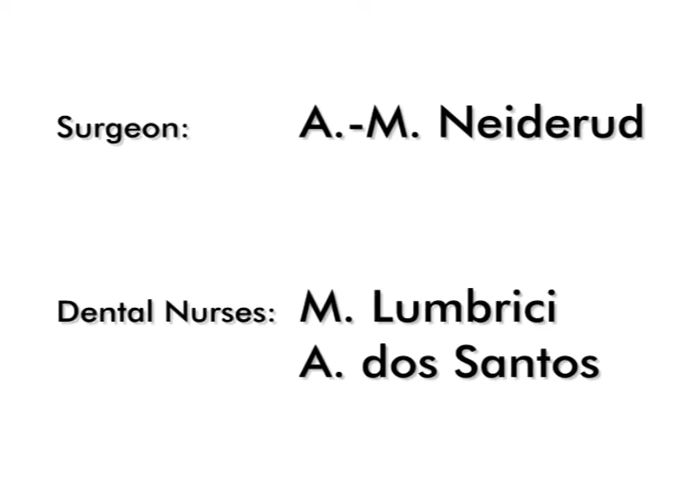 Surgeon: A.-M. Neiderud
Dental Nurses: M. Lumbrici
A. dos Santos